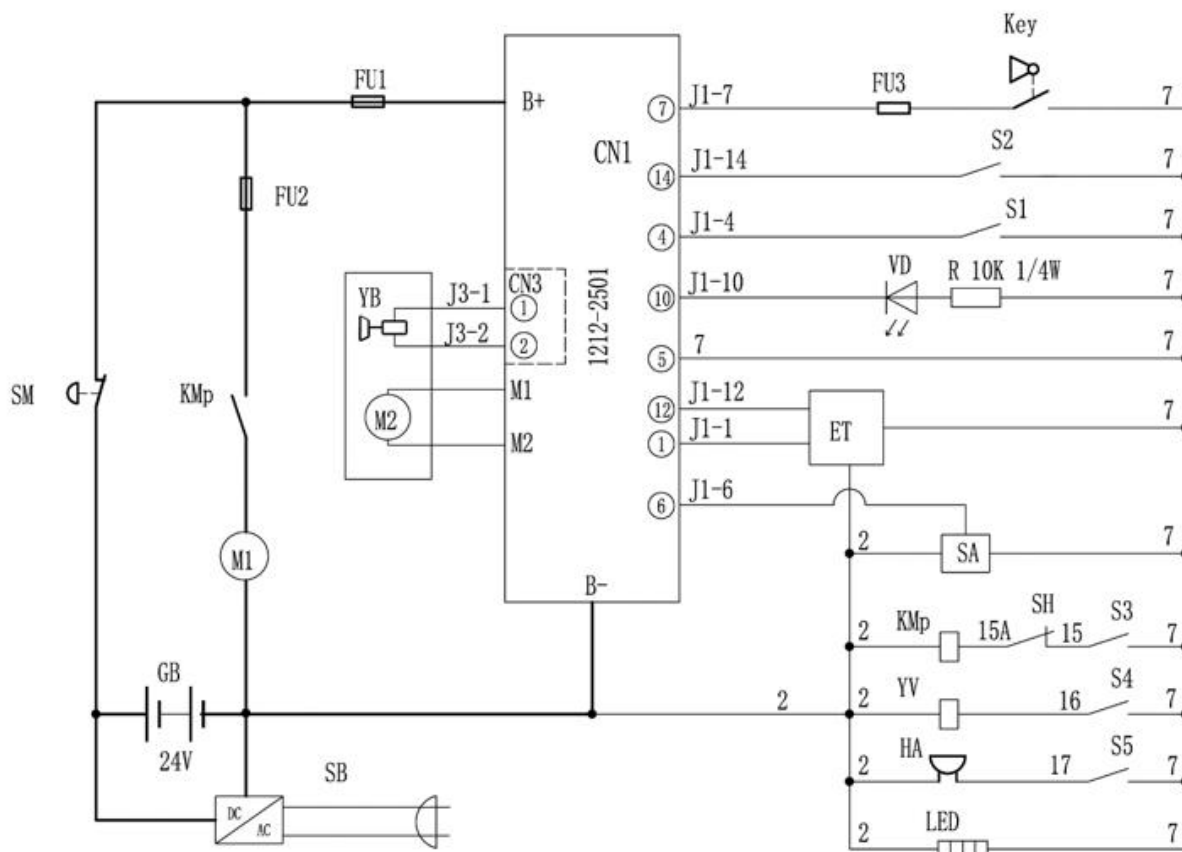 Key
FU1
FU3
B+
7
J1-7
7
CN1
S2
14
J1-14
7
FU2
S1
4
J1-4
7
VD
R 10K 1/4W
CN3
YB
J3-1
1
10
J1-10
7
J3-2
2
1212-2501
5
7
7
SM
KMp
M1
12
J1-12
M2
ET
7
1
J1-1
M2
6
J1-6
2
SA
7
M1
B-
KMp
SH
S3
2
15A
15
7
GB
YV
S4
2
2
16
7
24V
SB
HA
S5
2
17
7
DC
AC
LED
2
7